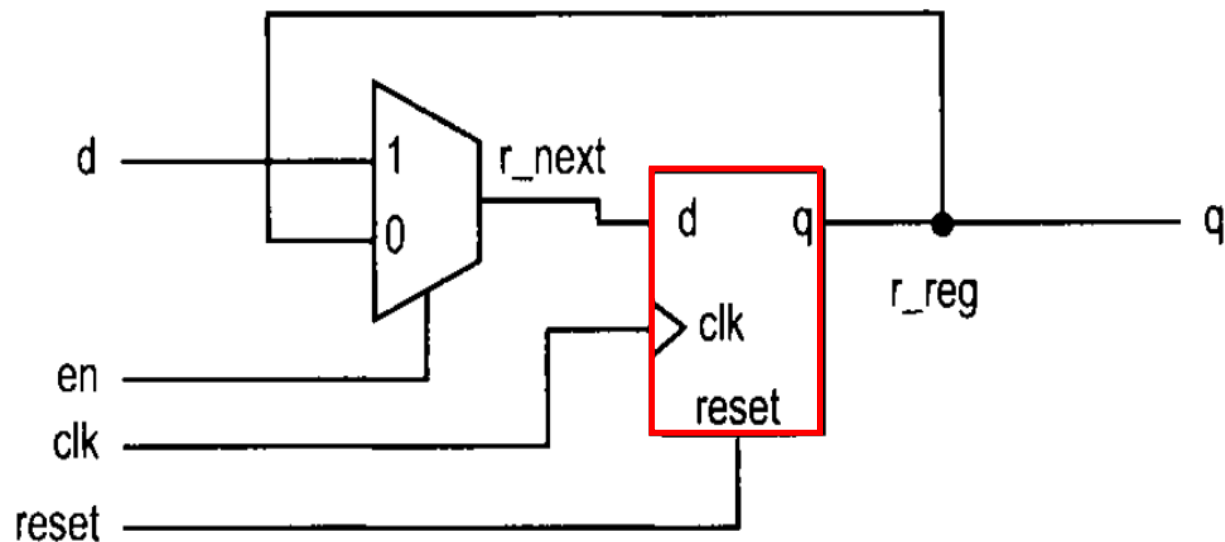 d
1
r_next
0
d
q
q
r_reg
clk
en
reset
clk
reset